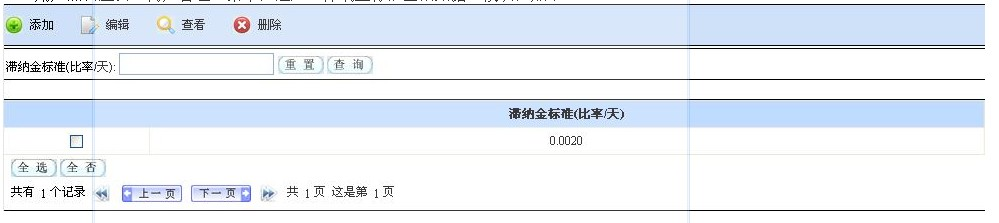 添加 编辑 查看 删除
滞纳金标准(比率/天): 重 置 查 询
滞纳金标准(比率/天)
0.0020
全 选 全 否
共有 1 个记录 上一页 下一页 共 1 页 这是第 1 页